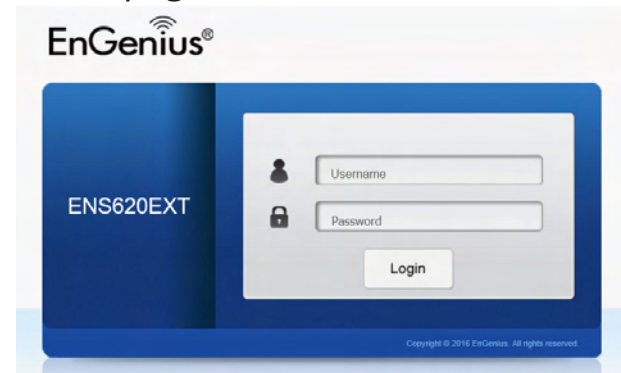 EnGenius®
Username
ENS620EXT
Password
Login
Copyright © 2016 EnGenius. All rights reserved.